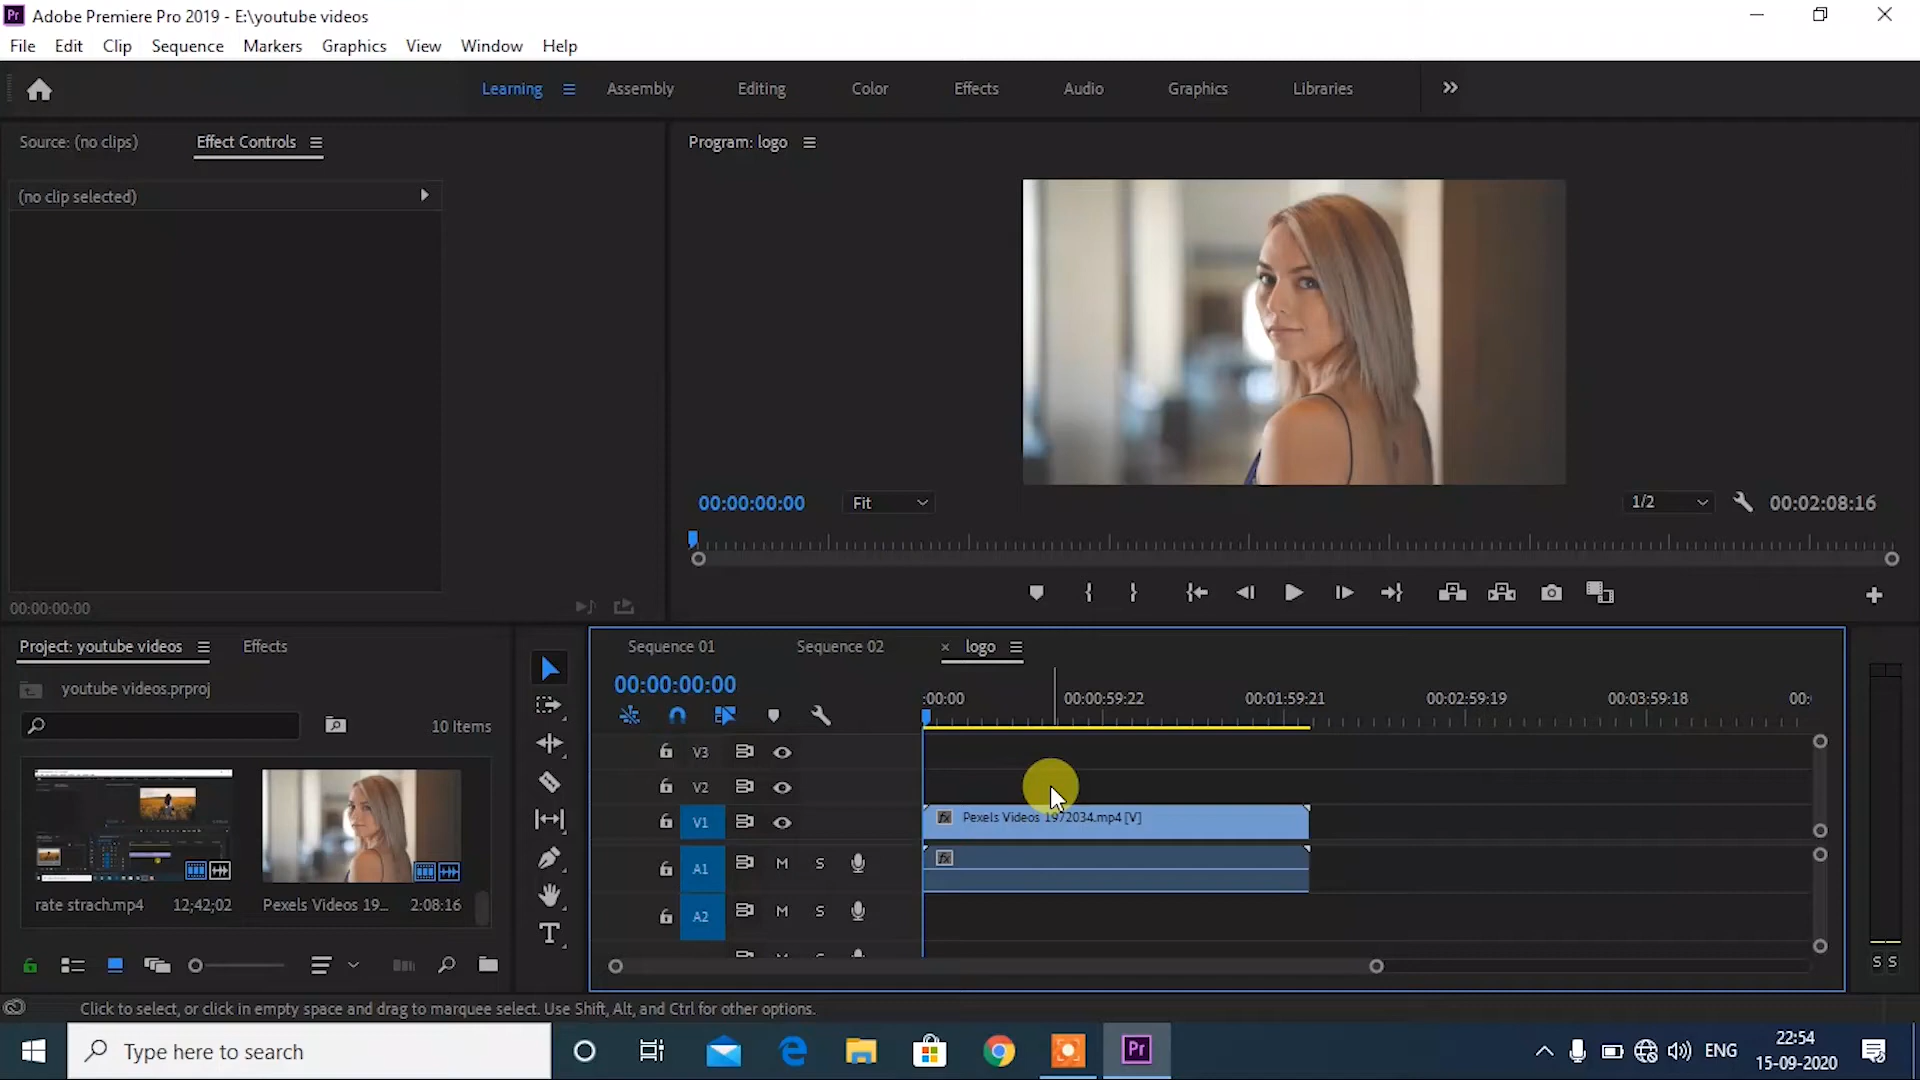 Pr Adobe Premiere Pro 2019 - E:\youtube videos
File Edit Clip Sequence Markers Graphics View Window Help
Learning Assembly Editing Color Effects Audio Graphics Libraries
Source: (no clips) Effect Controls
Program: logo
(no clip selected)
00:00:00:00 Fit 1/2 00:02:08:16
00:00:00:00
Project: youtube videos Effects
Sequence 01 Sequence 02 × logo
youtube videos.prproj
00:00:00:00
:00:00 00:00:59:22 00:01:59:21 00:02:59:19 00:03:59:18 00:
10 Items
V3
V2
V1 fx Pexels Videos 1972034.mp4 [V]
A1 M S fx
A2 M S
rate strach.mp4 12;42;02 Pexels Videos 19... 2:08:16
S S
Click to select, or click in empty space and drag to marquee select. Use Shift, Alt, and Ctrl for other options.
Type here to search
Pr
ENG
22:54
15-09-2020